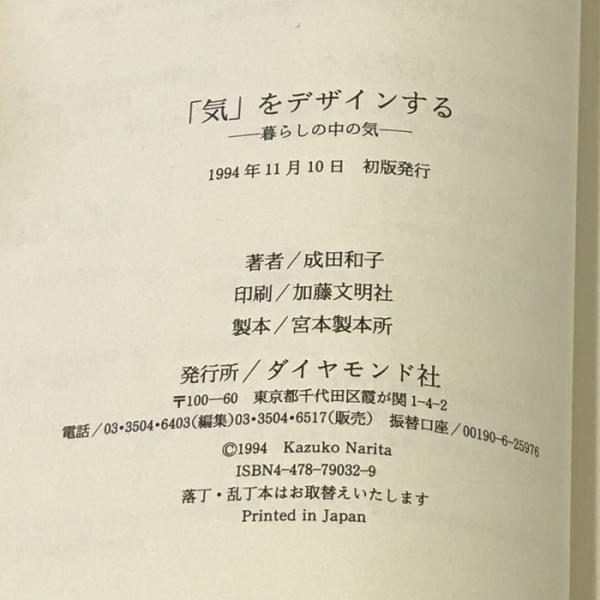 「気」をデザインする
──暮らしの中の気──
1994年11月10日　初版発行
著者/成田和子
印刷/加藤文明社
製本/宮本製本所
発行所/ダイヤモンド社
〒100―60　東京都千代田区霞が関1-4-2
電話/03・3504・6403(編集)03・3504・6517(販売)　振替口座/00190-6-25976
©1994　Kazuko Narita
ISBN4-478-79032-9
落丁・乱丁本はお取替えいたします
Printed in Japan